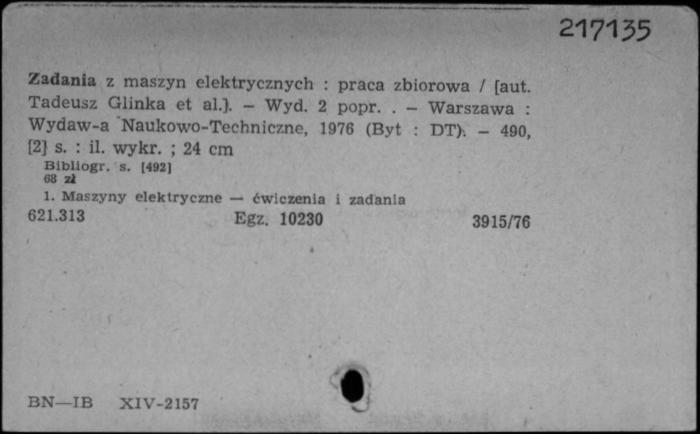 217135
Zadania z maszyn elektrycznych : praca zbiorowa / [aut.
Tadeusz Glinka et al.]. — Wyd. 2 popr. . — Warszawa :
Wydaw-a Naukowo-Techniczne, 1976 (Byt : DT). — 490,
[2] s. : il. wykr. ; 24 cm
Bibliogr. s. [492]
68 zł
1. Maszyny elektryczne — ćwiczenia i zadania
621.313 Egz. 10230 3915/76
BN—IB XIV-2157